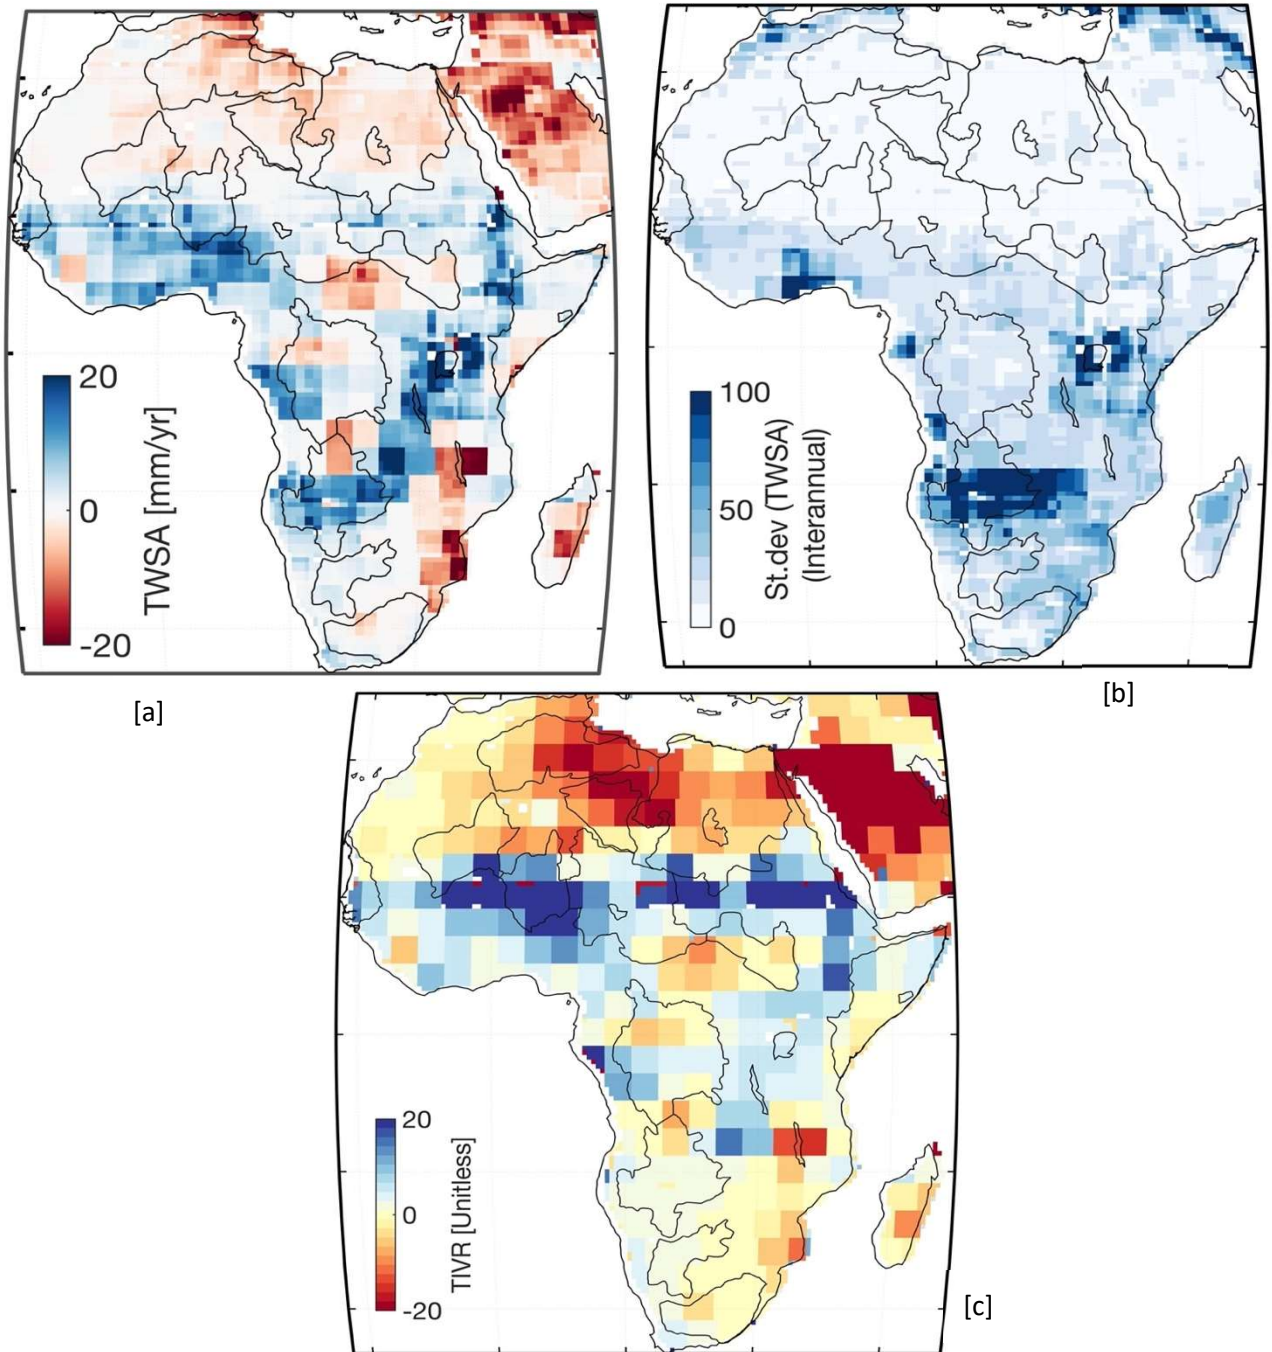 20
0
-20
TWSA [mm/yr]
[a]
100
50
0
St.dev (TWSA)
(Interannual)
[b]
20
0
-20
TIVR [Unitless]
[c]